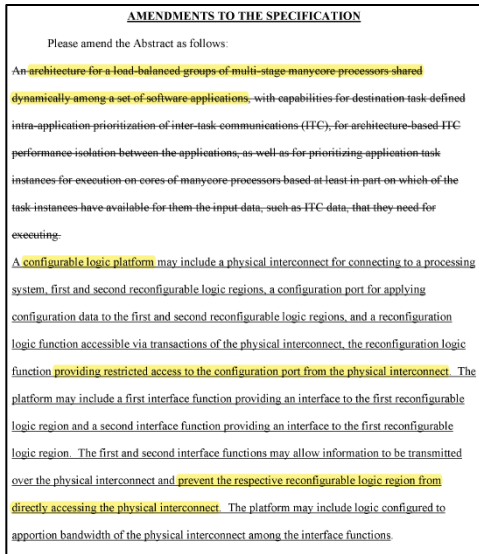 AMENDMENTS TO THE SPECIFICATION
Please amend the Abstract as follows:
An architecture for a load-balanced groups of multi-stage manycore processors shared
dynamically among a set of software applications, with capabilities for destination task defined
intra-application prioritization of inter-task communications (ITC), for architecture-based ITC
performance isolation between the applications, as well as for prioritizing application task
instances for execution on cores of manycore processors based at least in part on which of the
task instances have available for them the input data, such as ITC data, that they need for
executing.
A configurable logic platform may include a physical interconnect for connecting to a processing
system, first and second reconfigurable logic regions, a configuration port for applying
configuration data to the first and second reconfigurable logic regions, and a reconfiguration
logic function accessible via transactions of the physical interconnect, the reconfiguration logic
function providing restricted access to the configuration port from the physical interconnect. The
platform may include a first interface function providing an interface to the first reconfigurable
logic region and a second interface function providing an interface to the first reconfigurable
logic region. The first and second interface functions may allow information to be transmitted
over the physical interconnect and prevent the respective reconfigurable logic region from
directly accessing the physical interconnect. The platform may include logic configured to
apportion bandwidth of the physical interconnect among the interface functions.